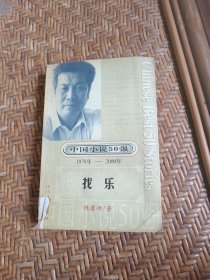 中国小说50强
1978年 — 2000年
找乐
陈建功/著
Chinese Best 50 Stories
国小说50强